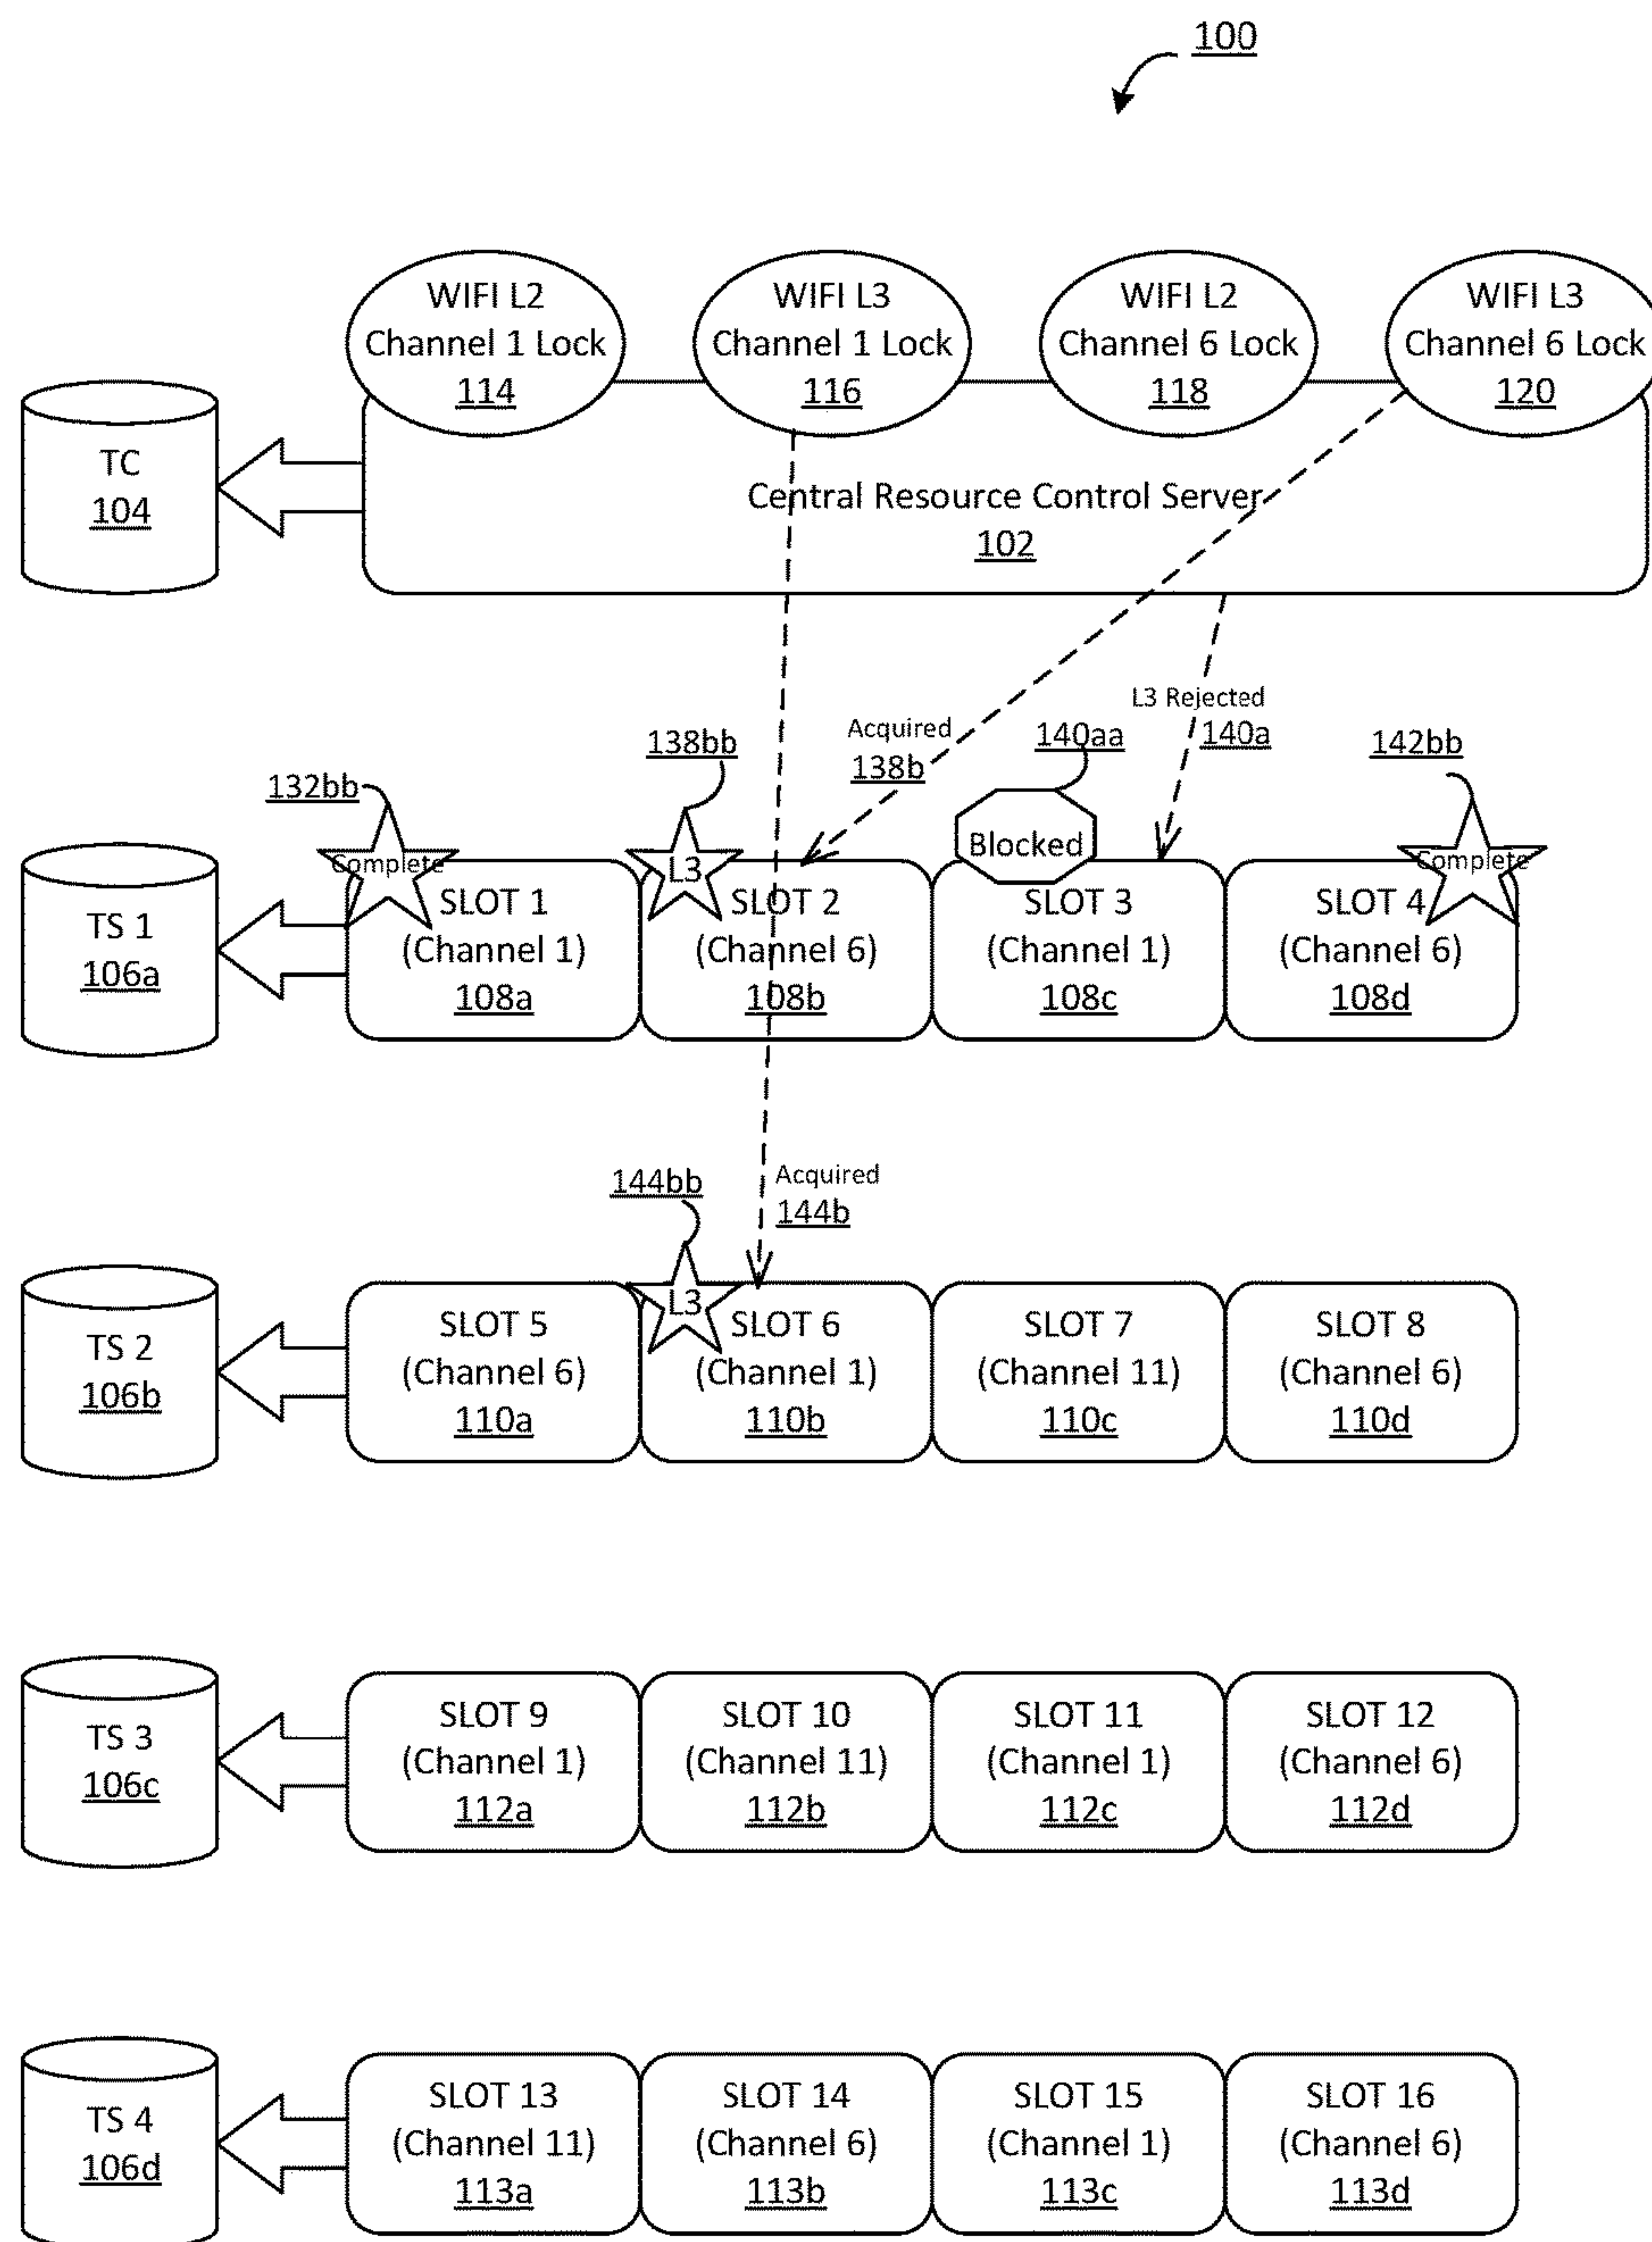 100
WIFI L2
Channel 1 Lock
114
WIFI L3
Channel 1 Lock
116
WIFI L2
Channel 6 Lock
118
WIFI L3
Channel 6 Lock
120
TC
104
Central Resource Control Server
102
L3 Rejected
140a
Acquired
138b
132bb
138bb
140aa
142bb
Complete
L3
Blocked
Complete
TS 1
106a
SLOT 1
(Channel 1)
108a
SLOT 2
(Channel 6)
108b
SLOT 3
(Channel 1)
108c
SLOT 4
(Channel 6)
108d
144bb
Acquired
144b
L3
TS 2
106b
SLOT 5
(Channel 6)
110a
SLOT 6
(Channel 1)
110b
SLOT 7
(Channel 11)
110c
SLOT 8
(Channel 6)
110d
TS 3
106c
SLOT 9
(Channel 1)
112a
SLOT 10
(Channel 11)
112b
SLOT 11
(Channel 1)
112c
SLOT 12
(Channel 6)
112d
TS 4
106d
SLOT 13
(Channel 11)
113a
SLOT 14
(Channel 6)
113b
SLOT 15
(Channel 1)
113c
SLOT 16
(Channel 6)
113d